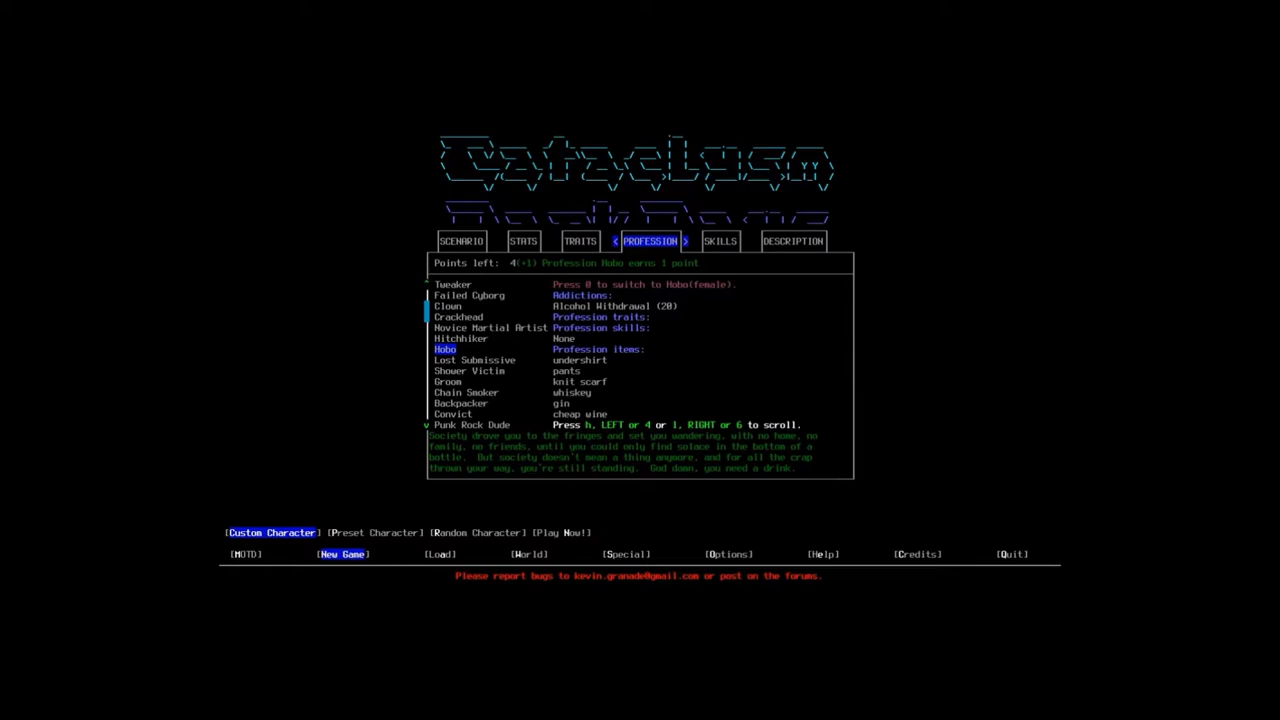 Cataclasm
SCENARIO STATS TRAITS < PROFESSION > SKILLS DESCRIPTION
Points left: 4(+1) Profession Hobo earns 1 point
Tweaker Press 0 to switch to Hobo(female).
Failed Cyborg Addictions:
Clown Alcohol Withdrawal (20)
Crackhead Profession traits:
Novice Martial Artist Profession skills:
Hitchhiker None
Hobo Profession items:
Lost Submissive undershirt
Shower Victim pants
Groom knit scarf
Chain Smoker whiskey
Backpacker gin
Convict cheap wine
v Punk Rock Dude Press h, LEFT or 4 or l, RIGHT or 6 to scroll.
Society drove you to the fringes and set you wandering, with no home, no
family, no friends, until you could only find solace in the bottom of a
bottle. But society doesn't mean a thing anymore, and for all the crap
thrown your way, you're still standing. God damn, you need a drink.
[Custom Character] [Preset Character] [Random Character] [Play Now!]
[MOTD] [New Game] [Load] [World] [Special] [Options] [Help] [Credits] [Quit]
Please report bugs to kevin.granade@gmail.com or post on the forums.